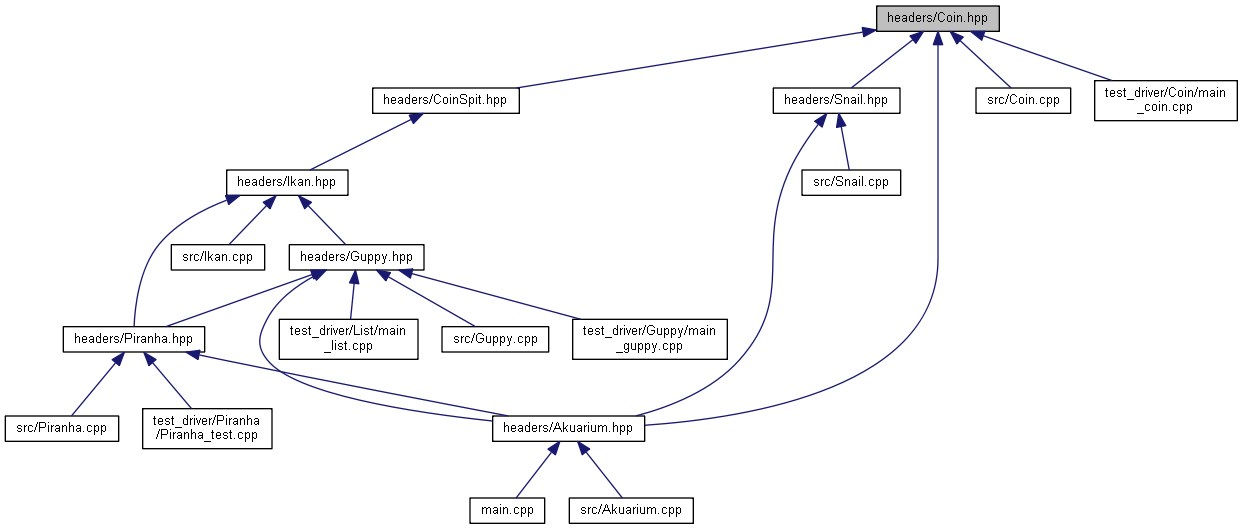 headers/Coin.hpp
headers/CoinSpit.hpp
headers/Snail.hpp
src/Coin.cpp
test_driver/Coin/main
_coin.cpp
headers/Ikan.hpp
src/Snail.cpp
src/Ikan.cpp
headers/Guppy.hpp
headers/Piranha.hpp
test_driver/List/main
_list.cpp
src/Guppy.cpp
test_driver/Guppy/main
_guppy.cpp
src/Piranha.cpp
test_driver/Piranha
/Piranha_test.cpp
headers/Akuarium.hpp
main.cpp
src/Akuarium.cpp